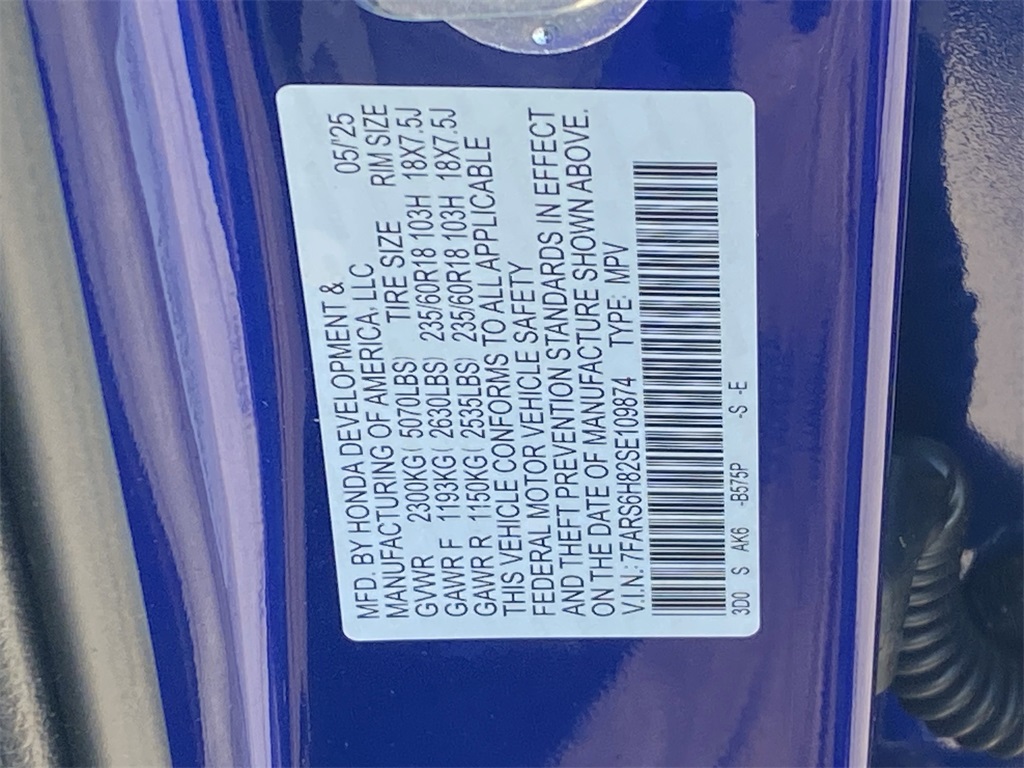 MFD. BY HONDA DEVELOPMENT & 05/'25
MANUFACTURING OF AMERICA, LLC
TIRE SIZE RIM SIZE
GVWR 2300KG( 5070LBS)
GAWR F 1193KG( 2630LBS) 235/60R18 103H 18X7.5J
GAWR R 1150KG( 2535LBS) 235/60R18 103H 18X7.5J
THIS VEHICLE CONFORMS TO ALL APPLICABLE
FEDERAL MOTOR VEHICLE SAFETY
AND THEFT PREVENTION STANDARDS IN EFFECT
ON THE DATE OF MANUFACTURE SHOWN ABOVE.
V.I.N.: 7FARS6H82SE109874 TYPE: MPV
3D0 S AK6 -B575P -S -E